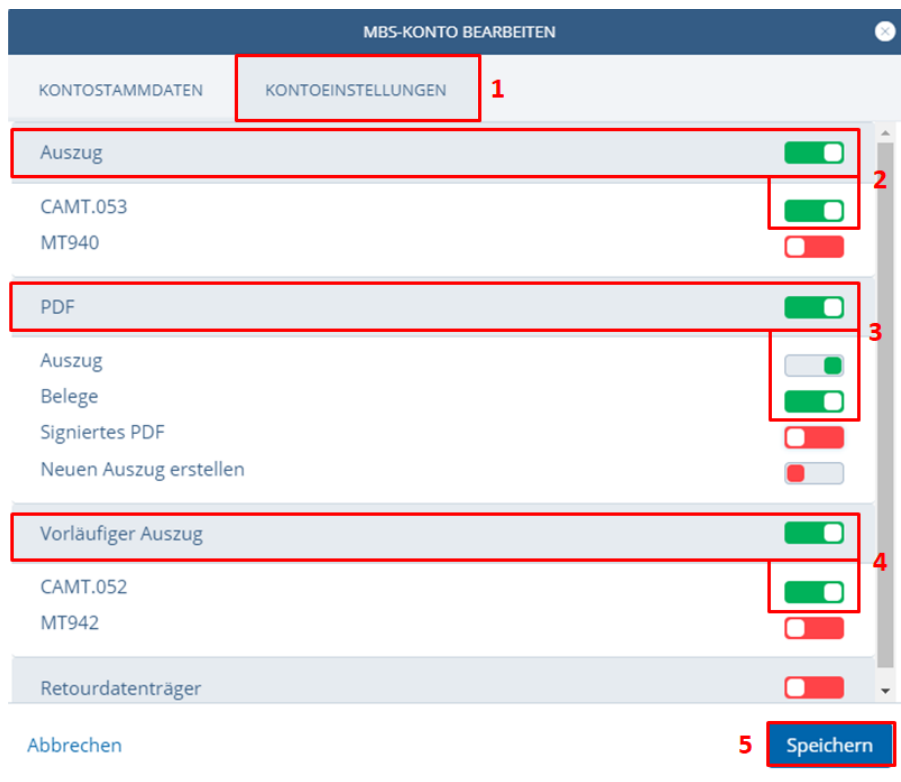 MBS-KONTO BEARBEITEN
KONTOSTAMMDATEN KONTOEINSTELLUNGEN 1
Auszug
2
CAMT.053
MT940
PDF
3
Auszug
Belege
Signiertes PDF
Neuen Auszug erstellen
Vorläufiger Auszug
4
CAMT.052
MT942
Retourdatenträger
Abbrechen 5 Speichern